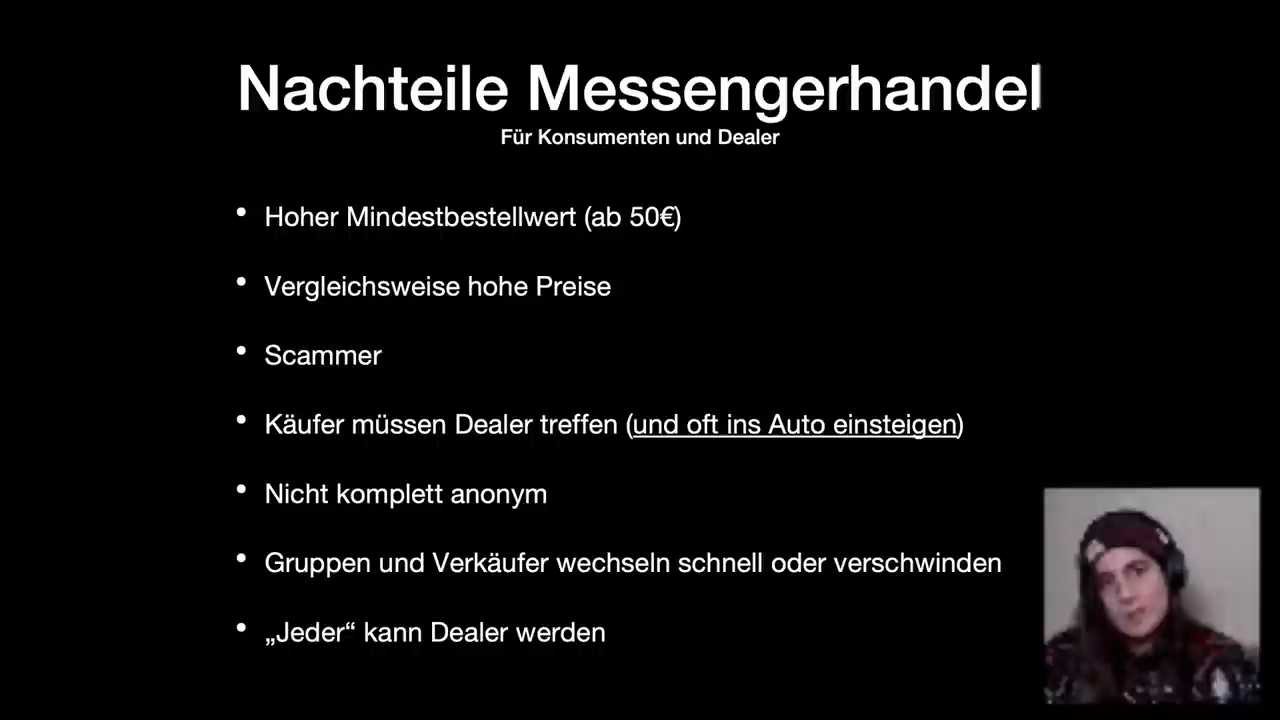 Nachteile Messengerhandel
Für Konsumenten und Dealer
• Hoher Mindestbestellwert (ab 50€)
• Vergleichsweise hohe Preise
• Scammer
• Käufer müssen Dealer treffen (und oft ins Auto einsteigen)
• Nicht komplett anonym
• Gruppen und Verkäufer wechseln schnell oder verschwinden
• „Jeder“ kann Dealer werden